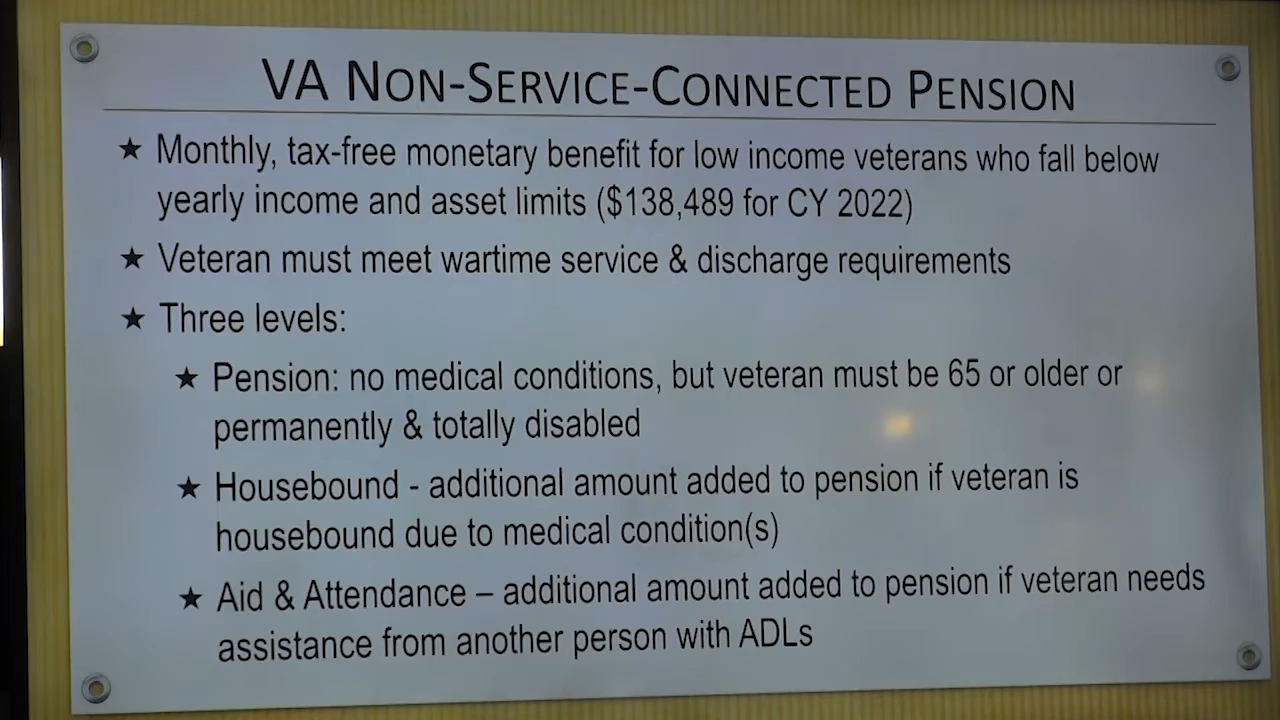 VA NON-SERVICE-CONNECTED PENSION
★ Monthly, tax-free monetary benefit for low income veterans who fall below
yearly income and asset limits ($138,489 for CY 2022)
★ Veteran must meet wartime service & discharge requirements
★ Three levels:
★ Pension: no medical conditions, but veteran must be 65 or older or
permanently & totally disabled
★ Housebound - additional amount added to pension if veteran is
housebound due to medical condition(s)
★ Aid & Attendance – additional amount added to pension if veteran needs
assistance from another person with ADLs